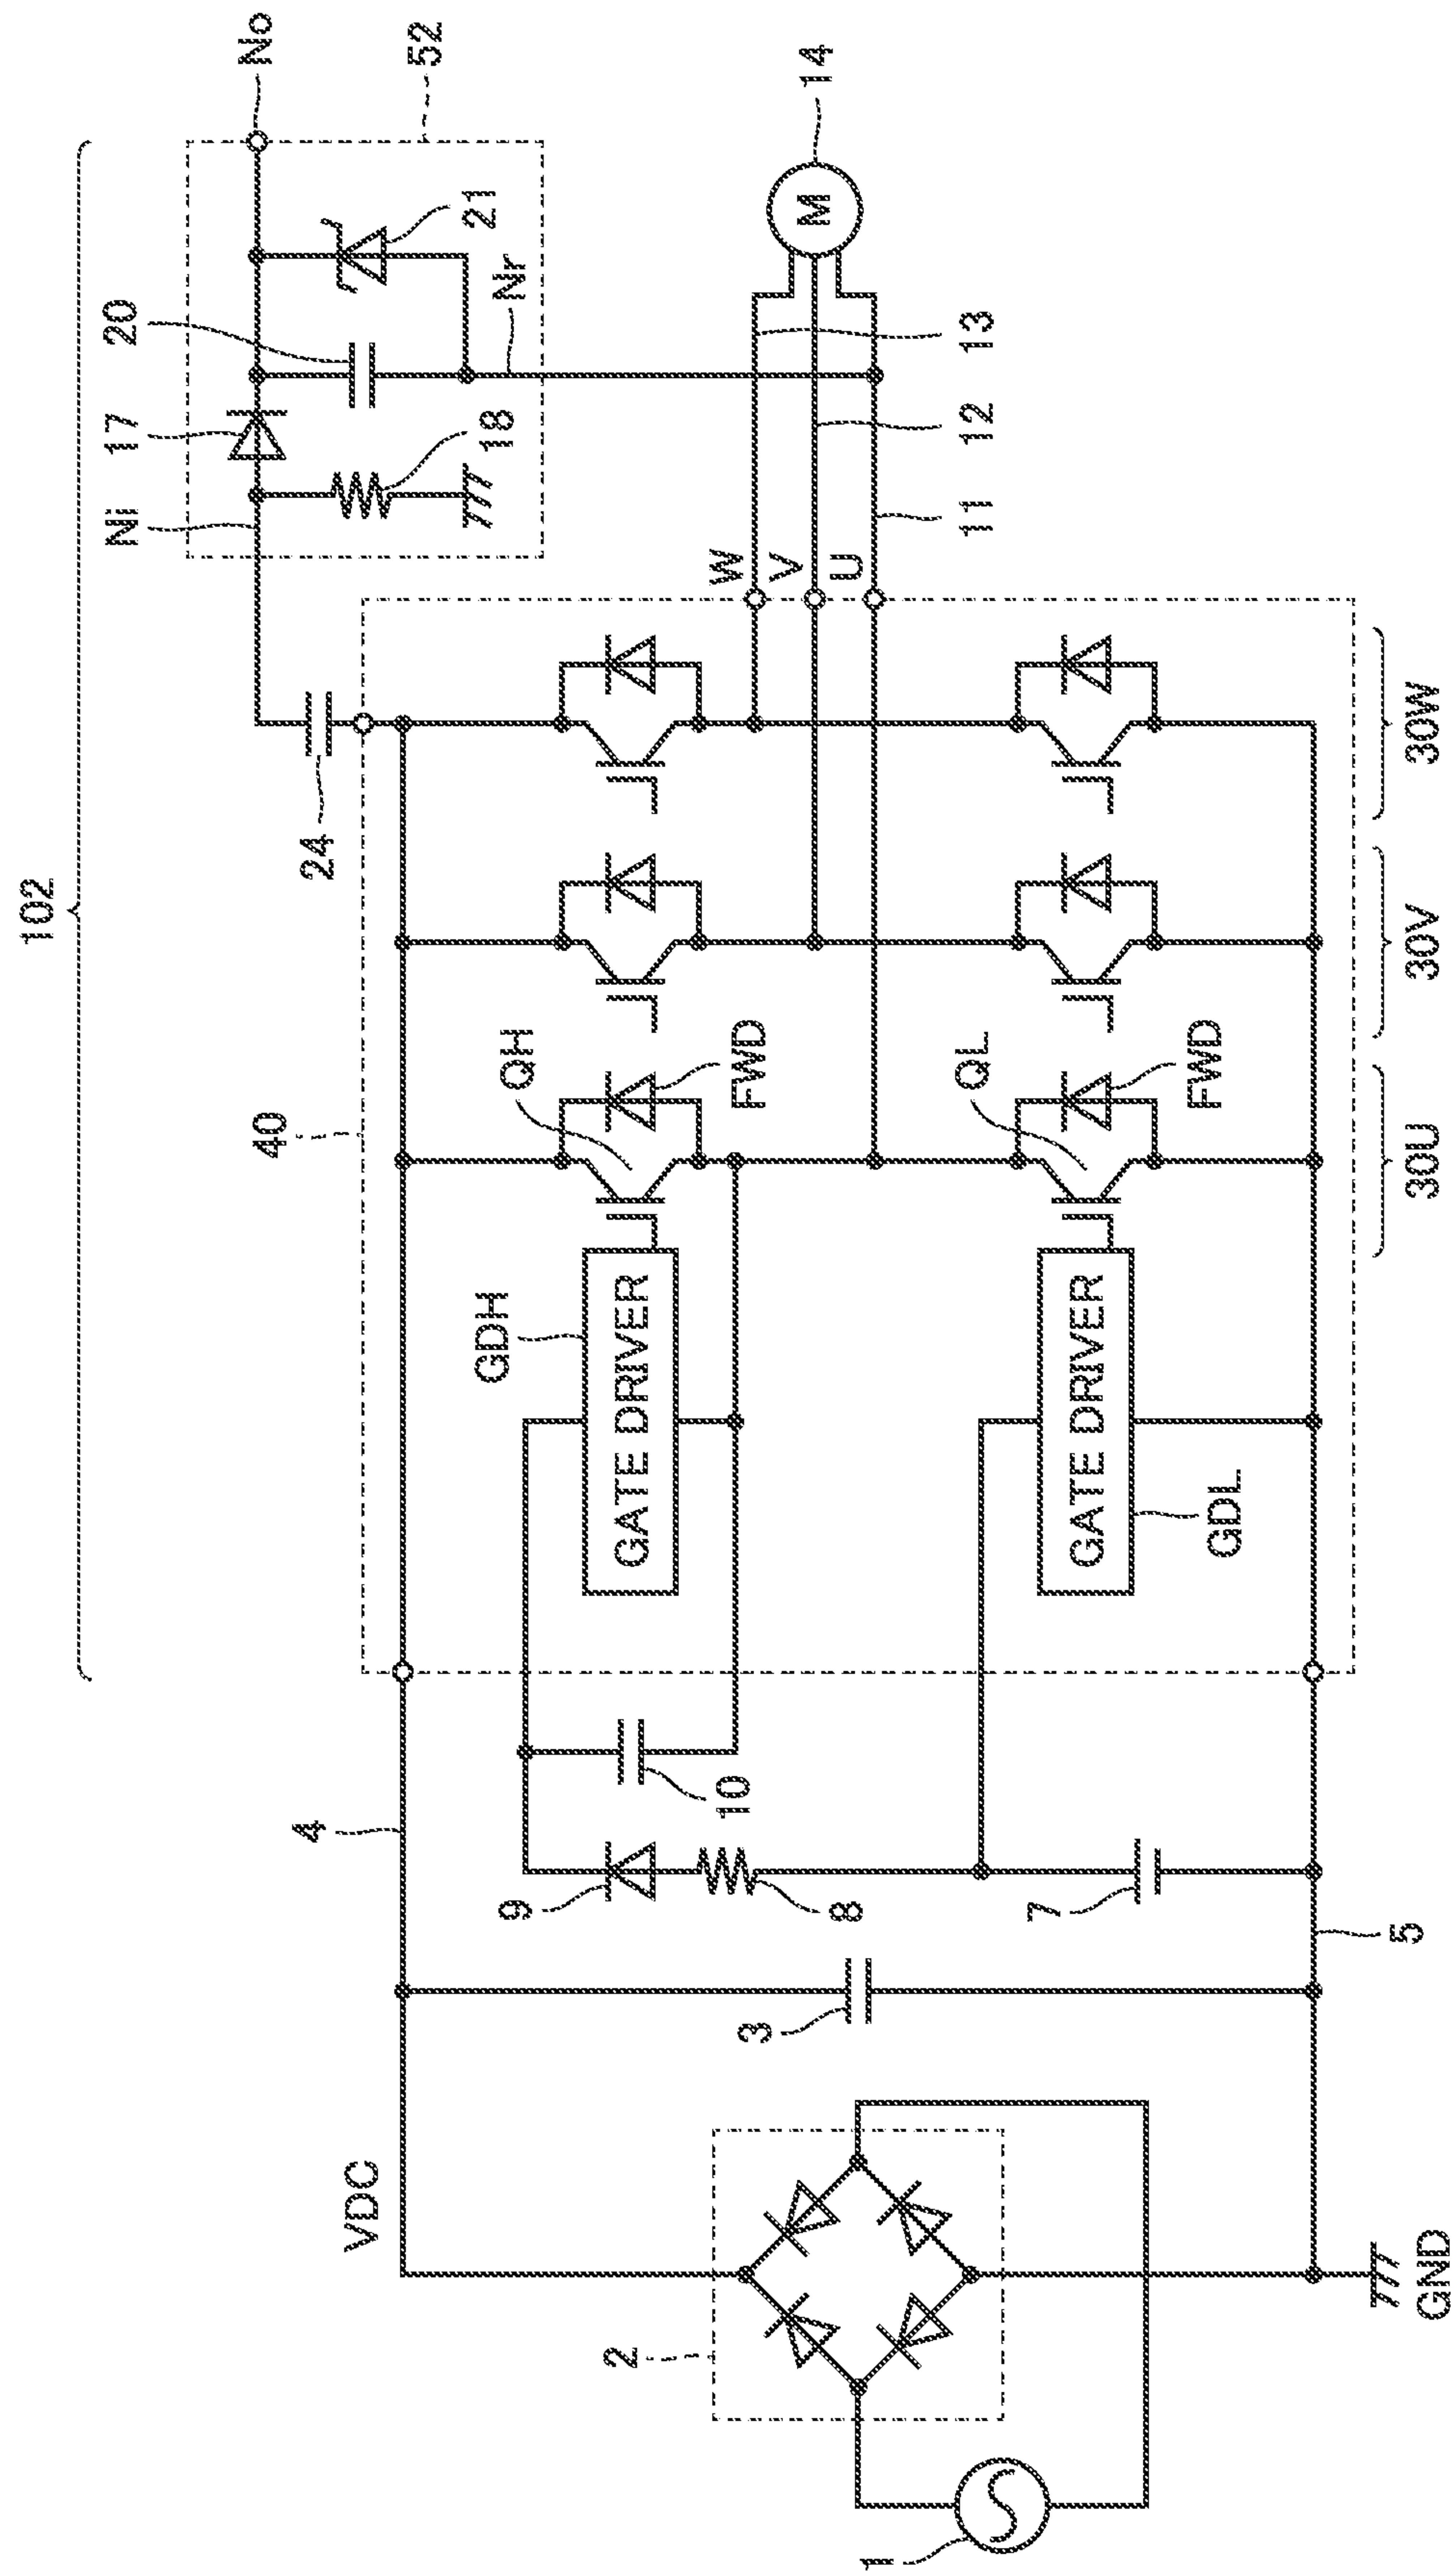 102
No
52
Ni
17
20
21
18
Nr
24
40
14
M
W
V
U
13
12
11
QH
FWD
GDH
GATE DRIVER
QL
FWD
GATE DRIVER
GDL
30U
30V
30W
4
10
9
8
7
5
3
VDC
2
1
GND